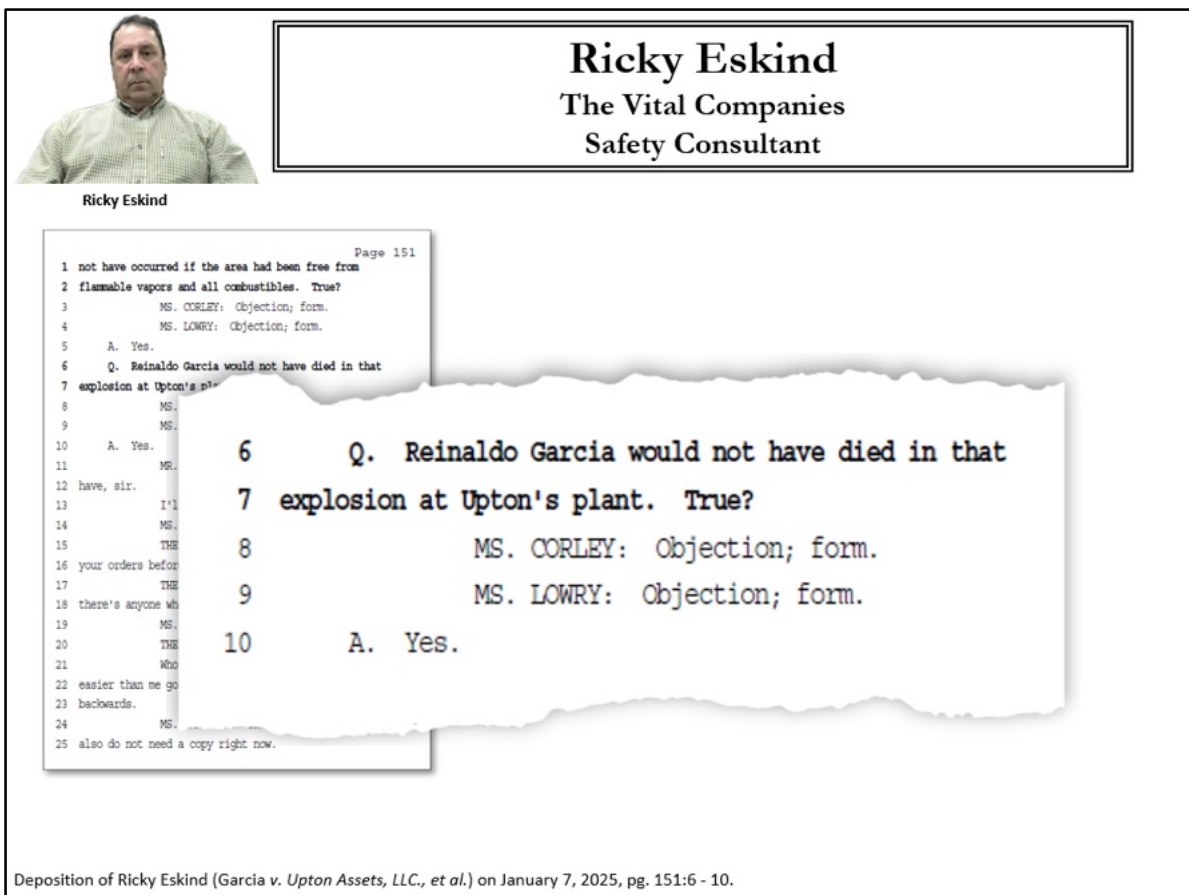 Ricky Eskind
The Vital Companies
Safety Consultant
Ricky Eskind
Page 151
1 not have occurred if the area had been free from
2 flammable vapors and all combustibles. True?
3 MS. CORLEY: Objection; form.
4 MS. LOWRY: Objection; form.
5 A. Yes.
6 Q. Reinaldo Garcia would not have died in that
7 explosion at Upton's
8 MS.
9 MS.
10 A. Yes.
11 MR.
12 have, sir.
13 I'l
14 MS.
15 THE
16 your orders befor
17 THE
18 there's anyone wh
19 MS.
20 THE
21 Who
22 easier than me go
23 backwards.
24 MS.
25 also do not need a copy right now.
6 Q. Reinaldo Garcia would not have died in that
7 explosion at Upton's plant. True?
8 MS. CORLEY: Objection; form.
9 MS. LOWRY: Objection; form.
10 A. Yes.
Deposition of Ricky Eskind (Garcia v. Upton Assets, LLC., et al.) on January 7, 2025, pg. 151:6 - 10.